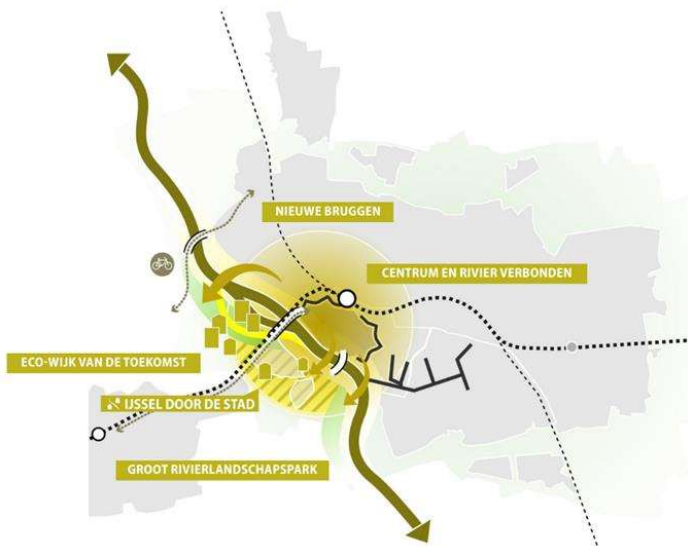 NIEUWE BRUGGEN
CENTRUM EN RIVIER VERBONDEN
ECO-WIJK VAN DE TOEKOMST
IJSSEL DOOR DE STAD
GROOT RIVIERLANDSCHAPSPARK